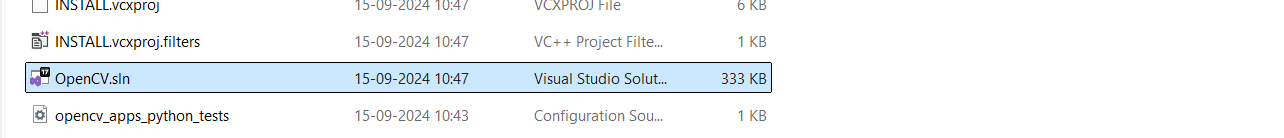 INSTALL.vcxproj 15-09-2024 10:47 VCXPROJ File 6 KB
INSTALL.vcxproj.filters 15-09-2024 10:47 VC++ Project Filte... 1 KB
17 OpenCV.sln 15-09-2024 10:47 Visual Studio Solut... 333 KB
opencv_apps_python_tests 15-09-2024 10:43 Configuration Sou... 1 KB